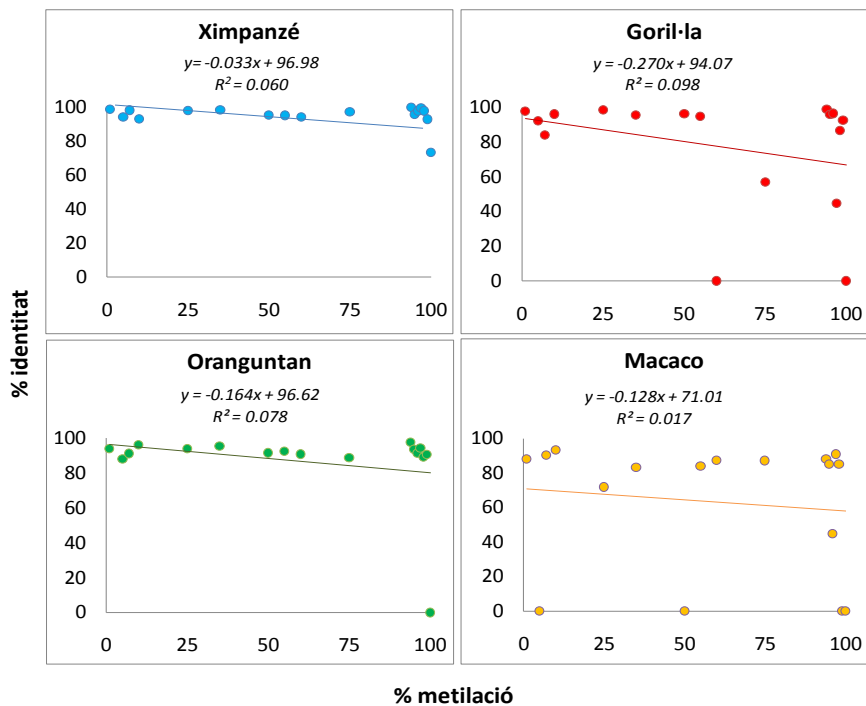 Ximpanzé
y= -0.033x + 96.98
R² = 0.060
100
80
60
40
20
0
0 25 50 75 100
Goril·la
y = -0.270x + 94.07
R² = 0.098
100
80
60
40
20
0
0 25 50 75 100
% identitat
Oranguntan
y = -0.164x + 96.62
R² = 0.078
100
80
60
40
20
0
0 25 50 75 100
Macaco
y = -0.128x + 71.01
R² = 0.017
100
80
60
40
20
0
0 25 50 75 100
% metilació